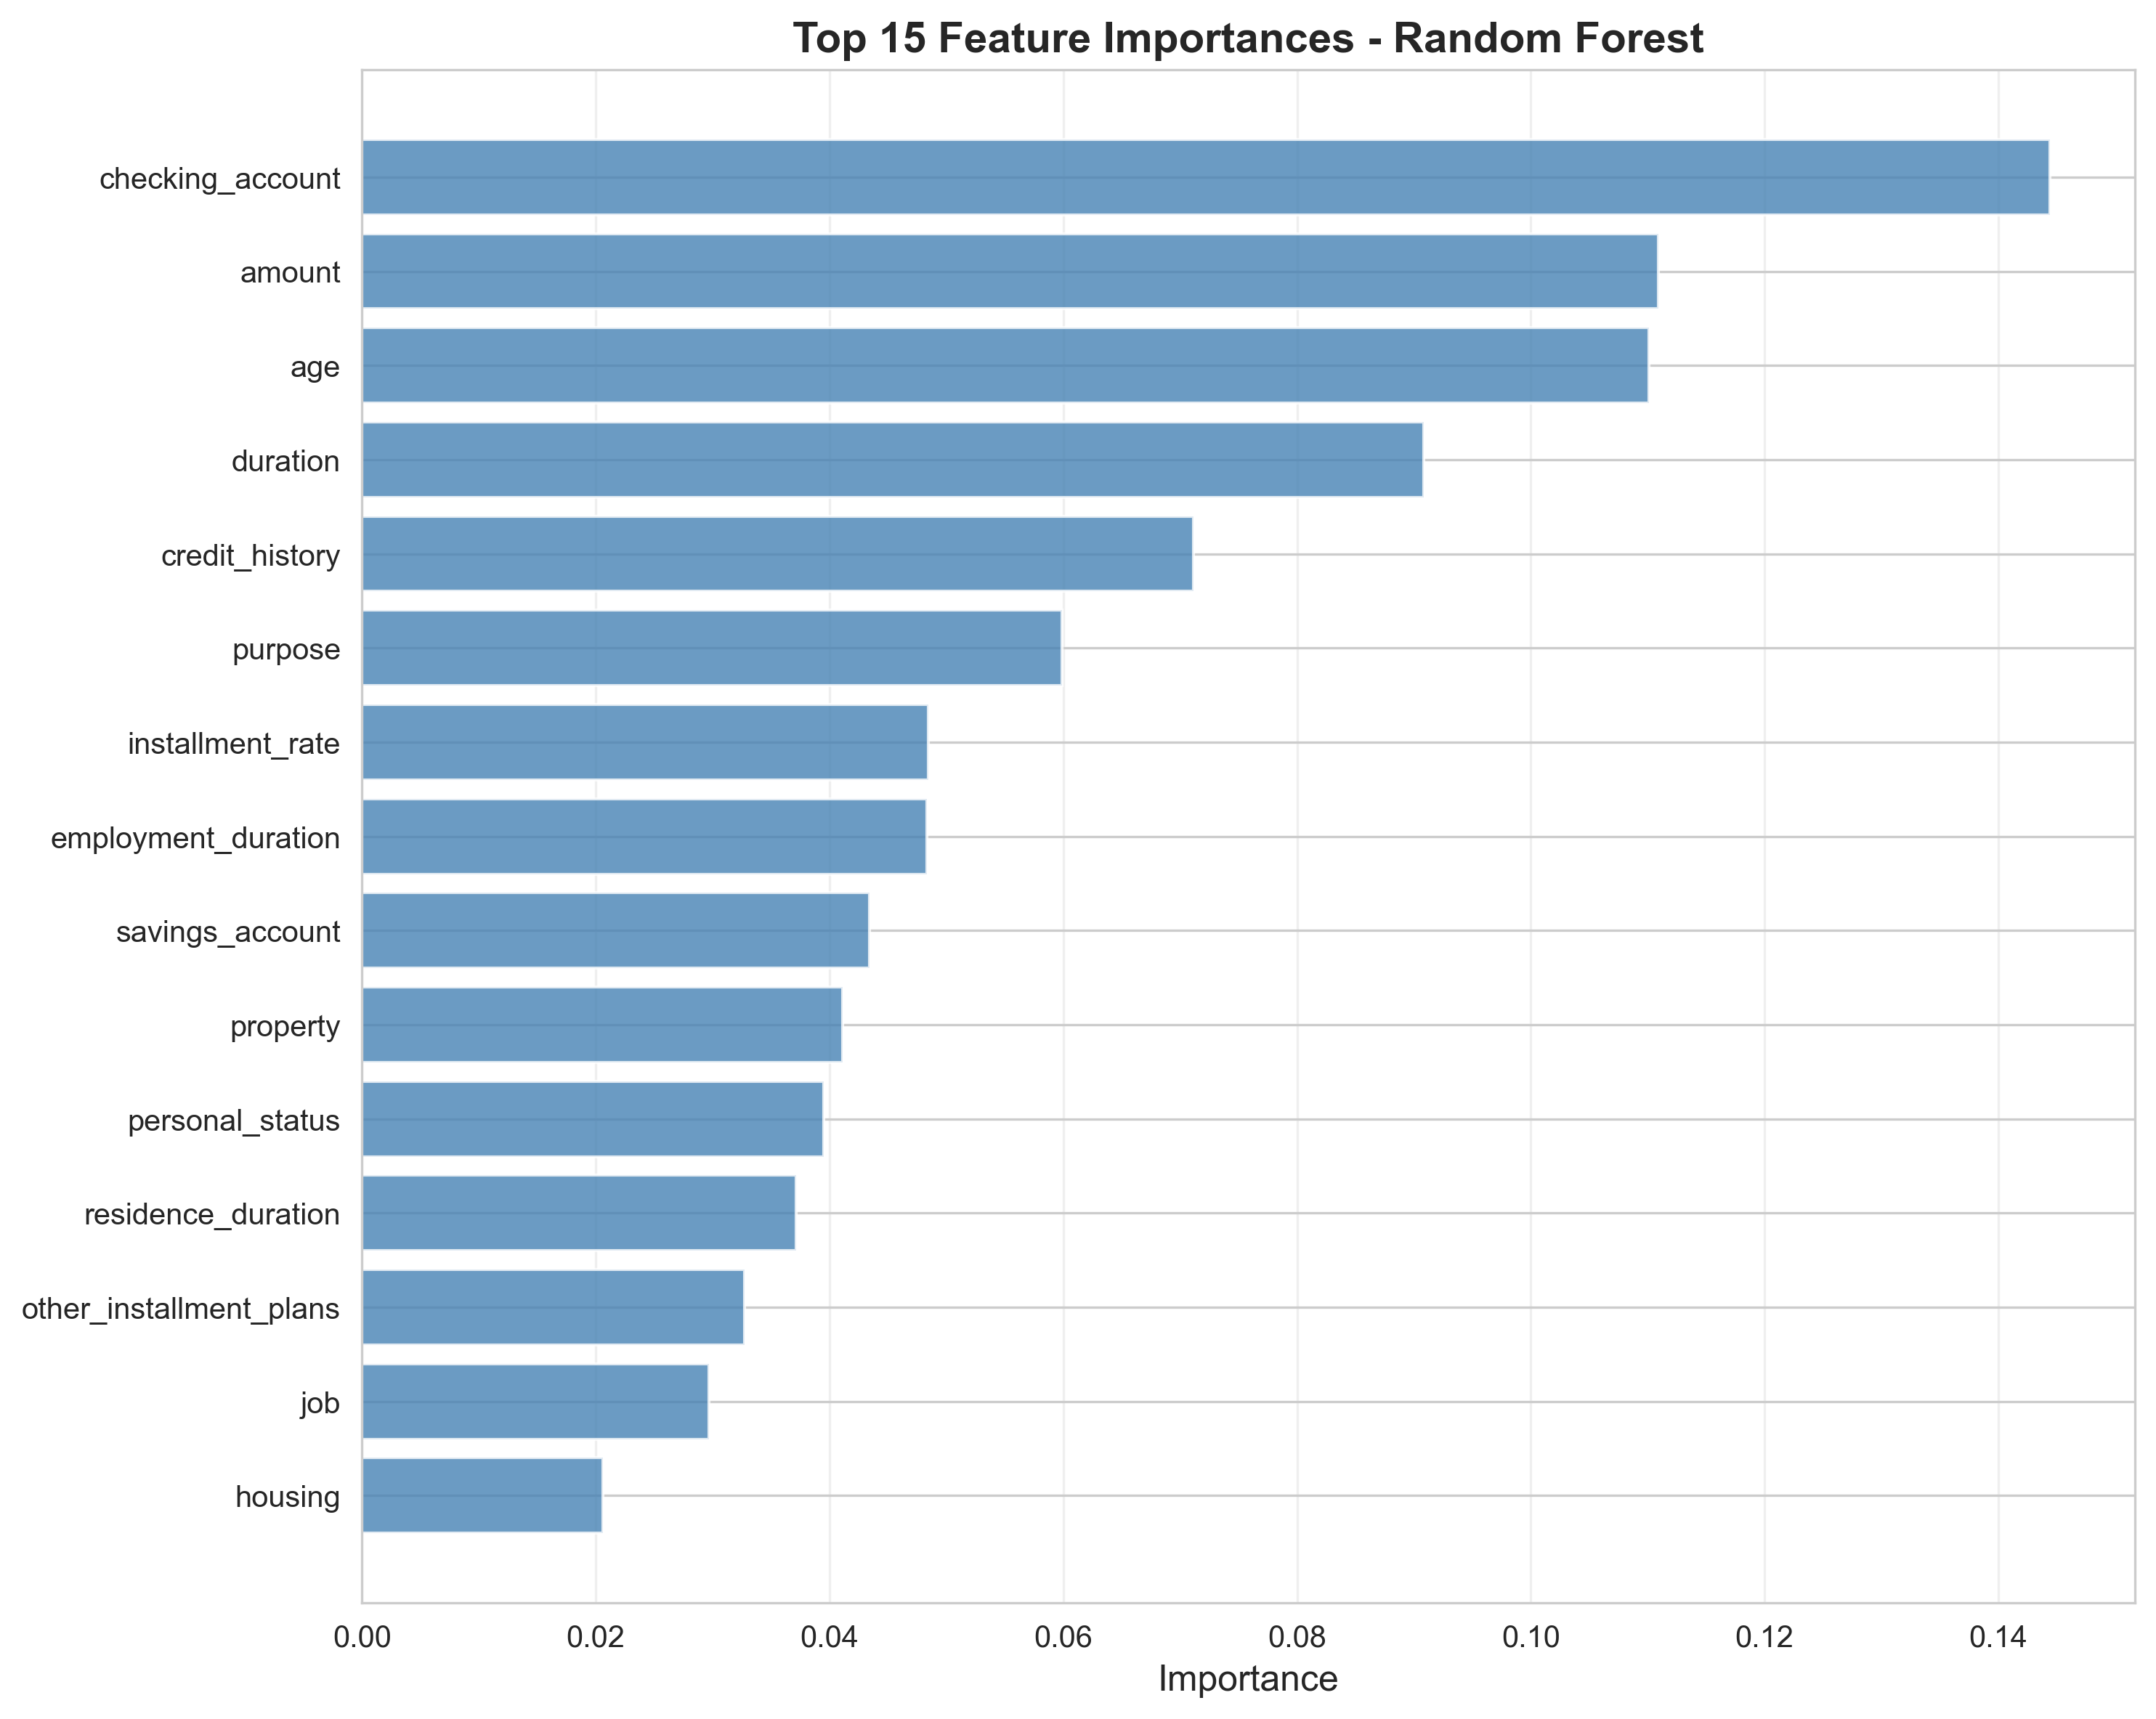 Top 15 Feature Importances - Random Forest
checking_account
amount
age
duration
credit_history
purpose
installment_rate
employment_duration
savings_account
property
personal_status
residence_duration
other_installment_plans
job
housing
0.00 0.02 0.04 0.06 0.08 0.10 0.12 0.14
Importance